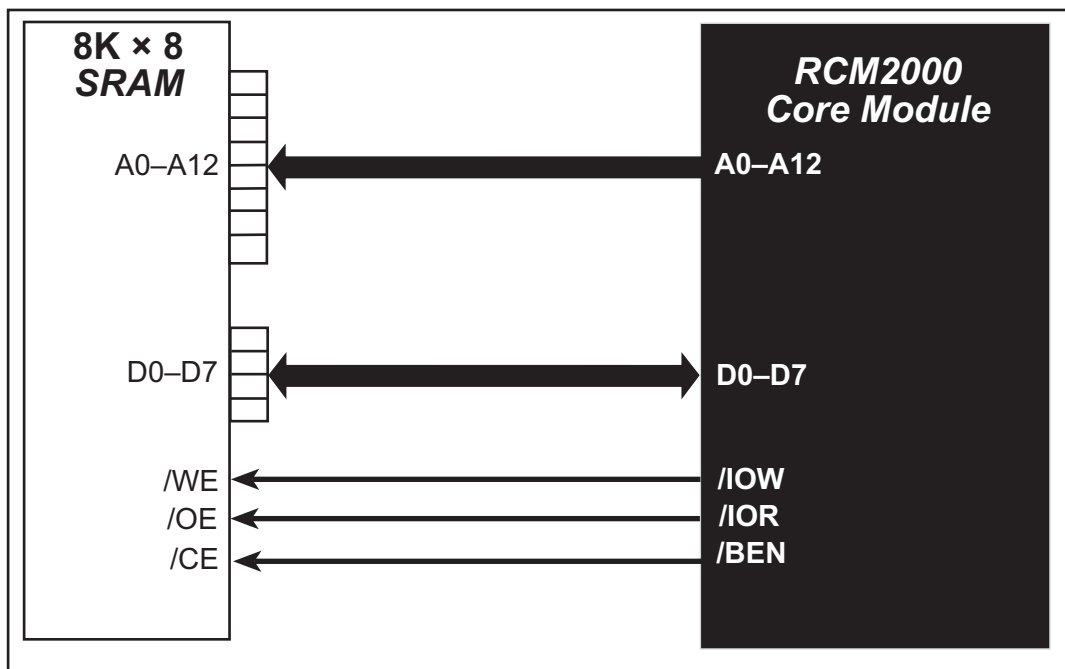 8K × 8
SRAM
A0–A12
D0–D7
/WE
/OE
/CE
RCM2000
Core Module
A0–A12
D0–D7
/IOW
/IOR
/BEN